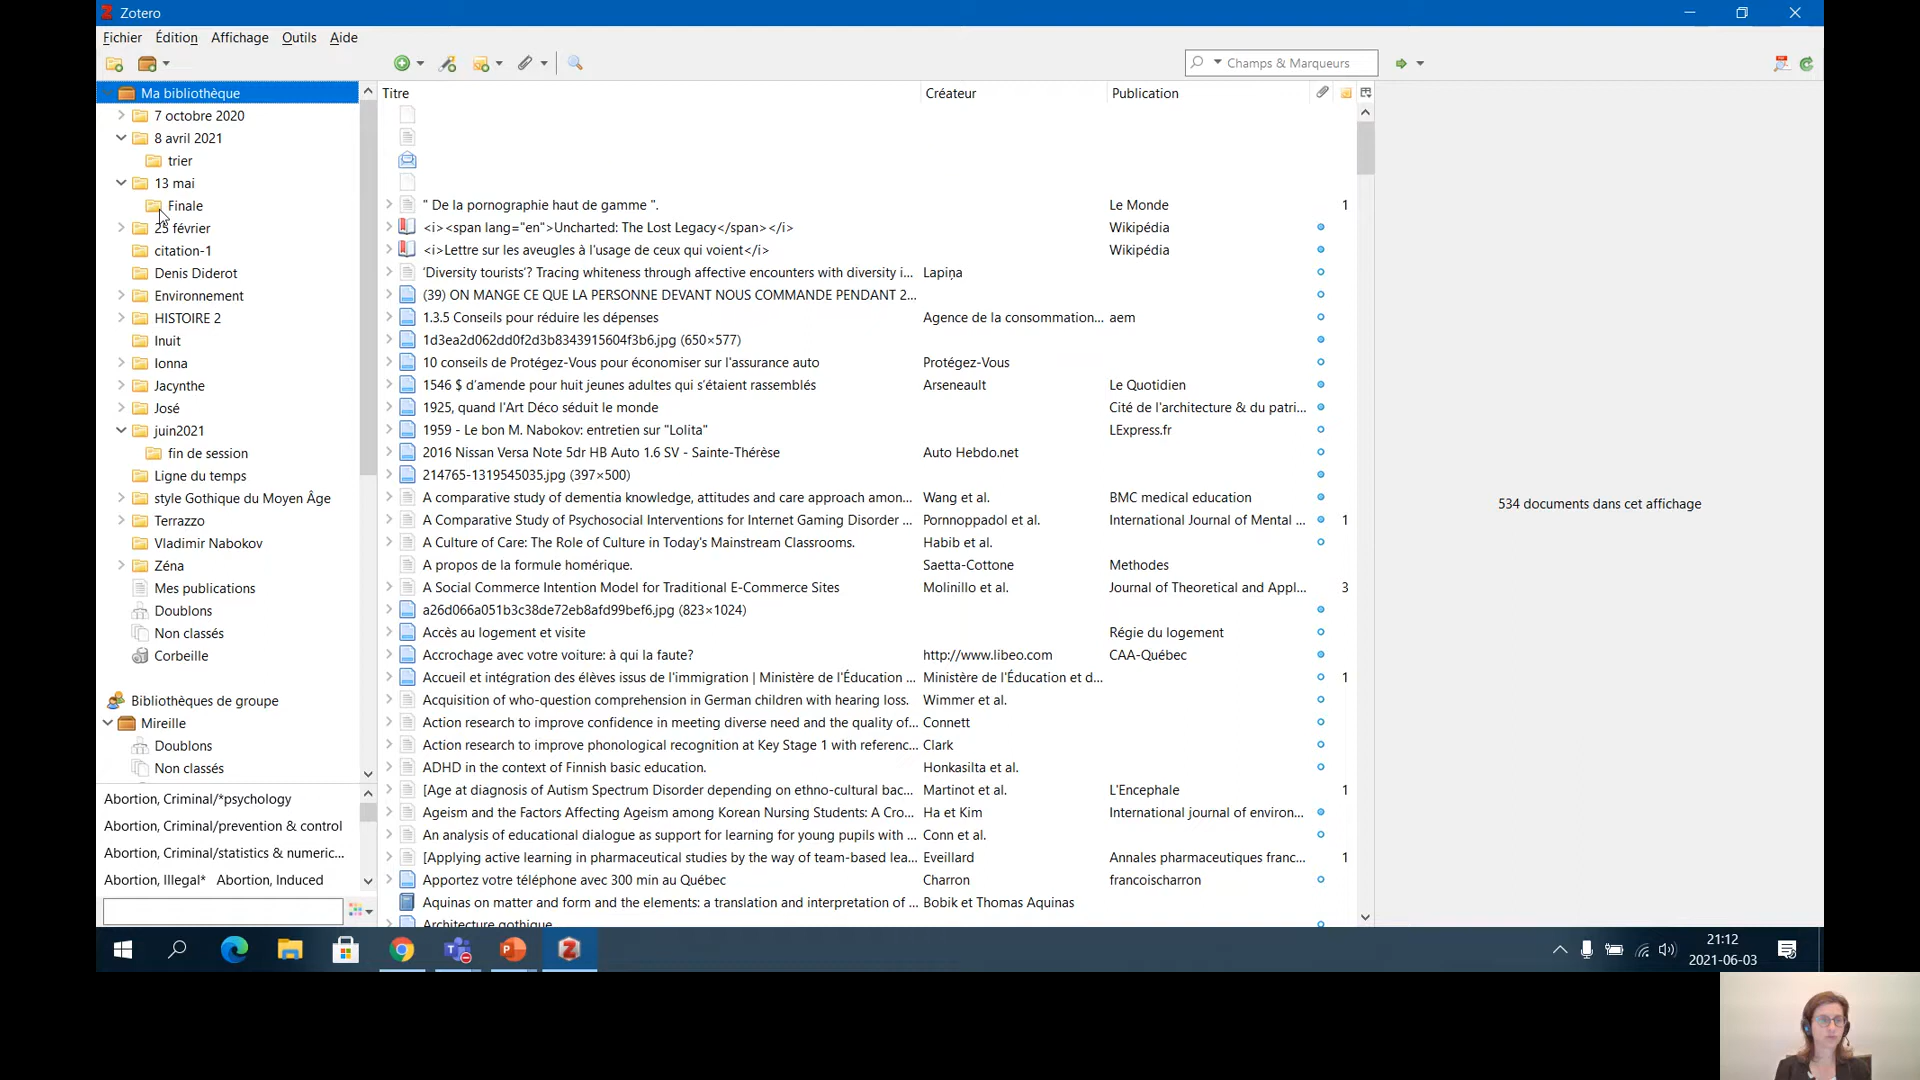 Zotero
Fichier Édition Affichage Outils Aide
Champs & Marqueurs
Ma bibliothèque
7 octobre 2020
8 avril 2021
trier
13 mai
Finale
25 février
citation-1
Denis Diderot
Environnement
HISTOIRE 2
Inuit
Ionna
Jacynthe
José
juin2021
fin de session
Ligne du temps
style Gothique du Moyen Âge
Terrazzo
Vladimir Nabokov
Zéna
Mes publications
Doublons
Non classés
Corbeille
Bibliothèques de groupe
Mireille
Doublons
Non classés
Abortion, Criminal/*psychology
Abortion, Criminal/prevention & control
Abortion, Criminal/statistics & numeric...
Abortion, Illegal* Abortion, Induced
Titre Créateur Publication
" De la pornographie haut de gamme ". Le Monde 1
<i><span lang="en">Uncharted: The Lost Legacy</span></i> Wikipédia
<i>Lettre sur les aveugles à l'usage de ceux qui voient</i> Wikipédia
'Diversity tourists'? Tracing whiteness through affective encounters with diversity i... Lapiņa
(39) ON MANGE CE QUE LA PERSONNE DEVANT NOUS COMMANDE PENDANT 2...
1.3.5 Conseils pour réduire les dépenses Agence de la consommation... aem
1d3ea2d062dd0f2d3b8343915604f3b6.jpg (650×577)
10 conseils de Protégez-Vous pour économiser sur l'assurance auto Protégez-Vous
1546 $ d'amende pour huit jeunes adultes qui s'étaient rassemblés Arseneault Le Quotidien
1925, quand l'Art Déco séduit le monde Cité de l'architecture & du patri...
1959 - Le bon M. Nabokov: entretien sur "Lolita" LExpress.fr
2016 Nissan Versa Note 5dr HB Auto 1.6 SV - Sainte-Thérèse Auto Hebdo.net
214765-1319545035.jpg (397×500)
A comparative study of dementia knowledge, attitudes and care approach amon... Wang et al. BMC medical education
A Comparative Study of Psychosocial Interventions for Internet Gaming Disorder ... Pornnoppadol et al. International Journal of Mental ... 1
A Culture of Care: The Role of Culture in Today's Mainstream Classrooms. Habib et al.
A propos de la formule homérique. Saetta-Cottone Methodes
A Social Commerce Intention Model for Traditional E-Commerce Sites Molinillo et al. Journal of Theoretical and Appl... 3
a26d066a051b3c38de72eb8afd99bef6.jpg (823×1024)
Accès au logement et visite Régie du logement
Accrochage avec votre voiture: à qui la faute? http://www.libeo.com CAA-Québec
Accueil et intégration des élèves issus de l'immigration | Ministère de l'Éducation ... Ministère de l'Éducation et d... 1
Acquisition of who-question comprehension in German children with hearing loss. Wimmer et al.
Action research to improve confidence in meeting diverse need and the quality of... Connett
Action research to improve phonological recognition at Key Stage 1 with referenc... Clark
ADHD in the context of Finnish basic education. Honkasilta et al.
[Age at diagnosis of Autism Spectrum Disorder depending on ethno-cultural bac... Martinot et al. L'Encephale 1
Ageism and the Factors Affecting Ageism among Korean Nursing Students: A Cro... Ha et Kim International journal of environ...
An analysis of educational dialogue as support for learning for young pupils with ... Conn et al.
[Applying active learning in pharmaceutical studies by the way of team-based lea... Eveillard Annales pharmaceutiques franc... 1
Apportez votre téléphone avec 300 min au Québec Charron francoischarron
Aquinas on matter and form and the elements: a translation and interpretation of ... Bobik et Thomas Aquinas
Architecture gothique
534 documents dans cet affichage
21:12
2021-06-03